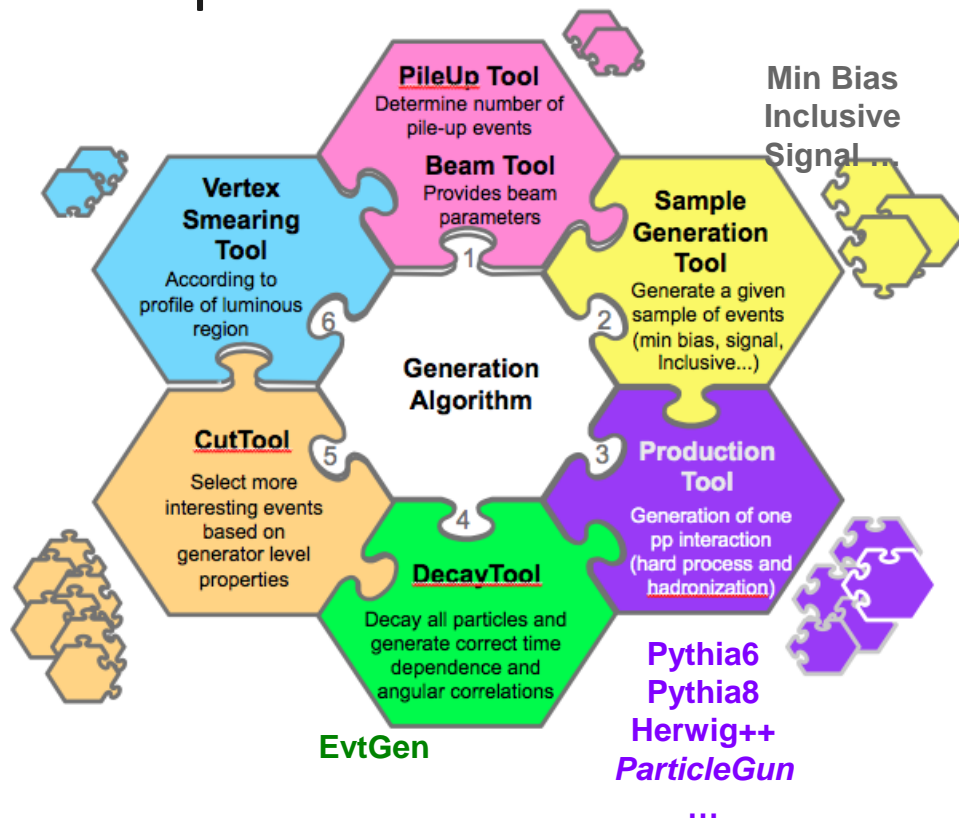 PileUp Tool
Determine number of
pile-up events
Beam Tool
Provides beam
parameters
1
Min Bias
Inclusive
Signal ...
Sample
Generation
Tool
Generate a given
sample of events
(min bias, signal,
Inclusive...)
2
Vertex
Smearing
Tool
According to
profile of luminous
region
6
Generation
Algorithm
CutTool
Select more
interesting events
based on
generator level
properties
5
3
Production
Tool
Generation of one
pp interaction
(hard process and
hadronization)
4
DecayTool
Decay all particles and
generate correct time
dependence and
angular correlations
EvtGen
Pythia6
Pythia8
Herwig++
ParticleGun
...